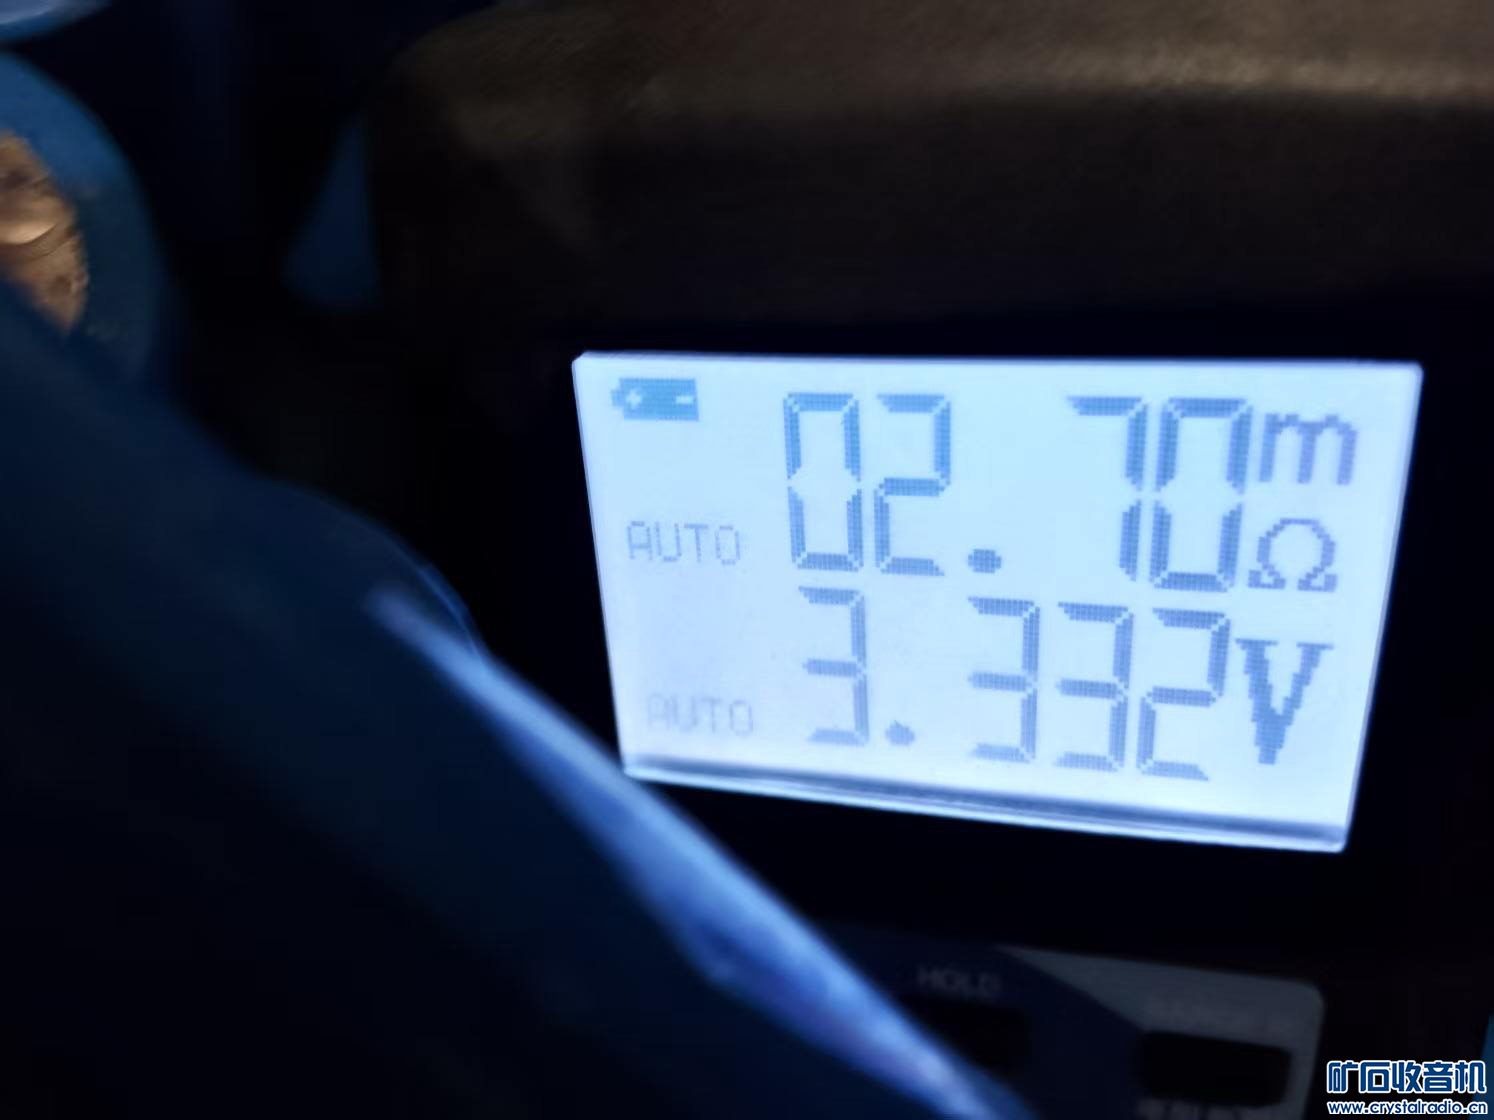 02.70mΩ
AUTO
3.332V
AUTO
HOLD
矿石收音机
www.crystalradio.cn